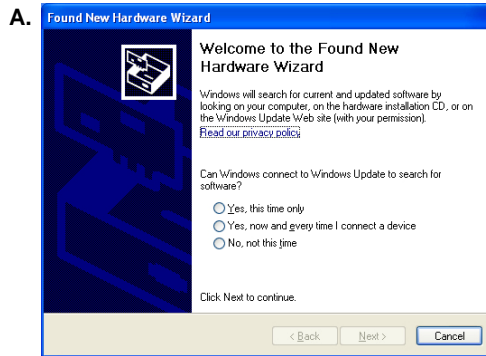 A.
Found New Hardware Wizard
Welcome to the Found New
Hardware Wizard
Windows will search for current and updated software by
looking on your computer, on the hardware installation CD, or on
the Windows Update Web site (with your permission).
Read our privacy policy
Can Windows connect to Windows Update to search for
software?
Yes, this time only
Yes, now and every time I connect a device
No, not this time
Click Next to continue.
< Back
Next >
Cancel